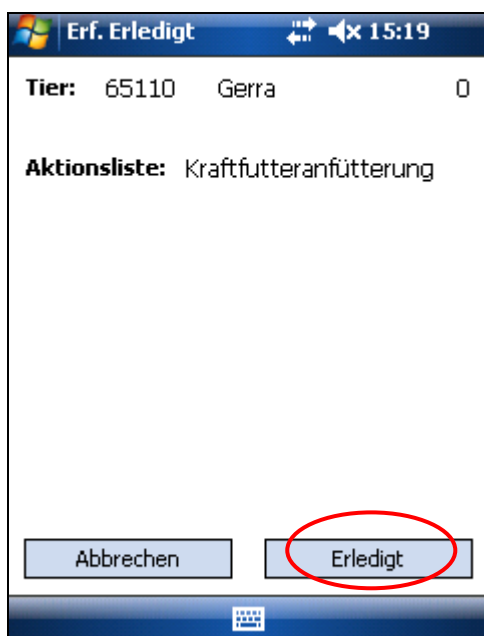 Erf. Erledigt 15:19
Tier: 65110 Gerra 0
Aktionsliste: Kraftfutteranfütterung
Abbrechen Erledigt